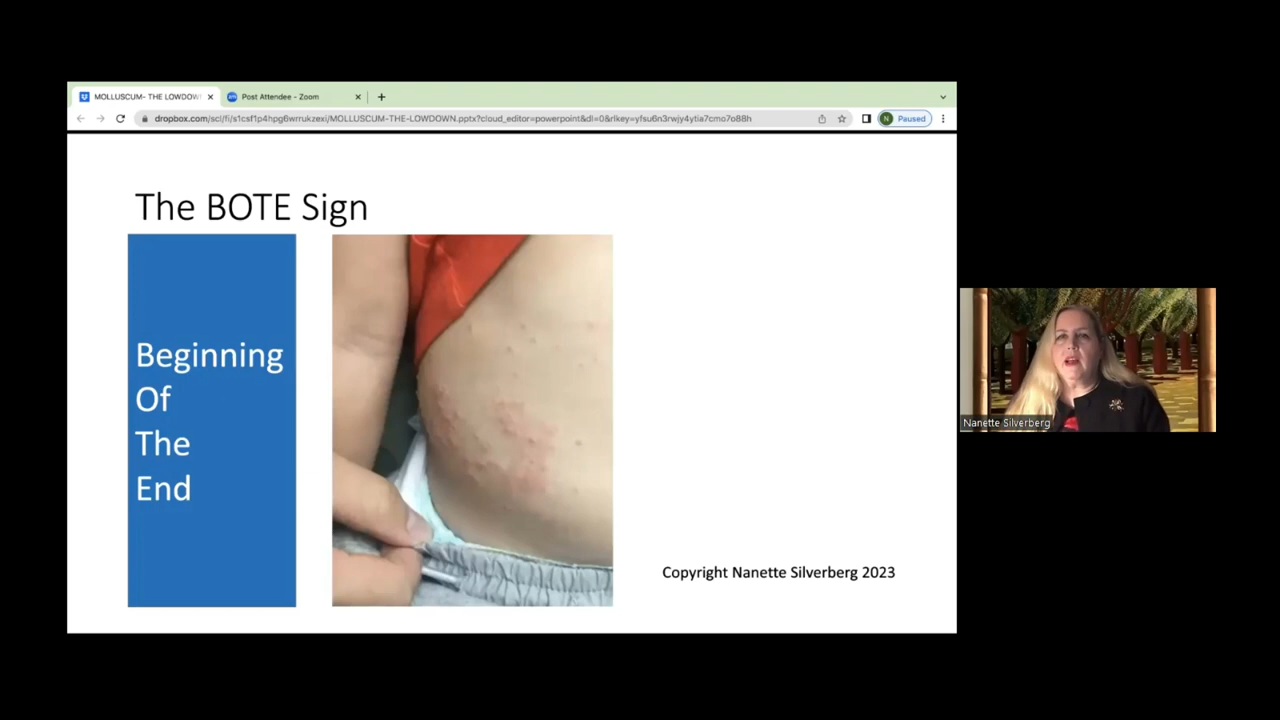 MOLLUSCUM- THE LOWDOW
Post Attendee - Zoom
dropbox.com/scl/fi/s1csf1p4hpg6wrrukzexi/MOLLUSCUM-THE-LOWDOWN.pptx?cloud_editor=powerpoint&dl=0&rlkey=yfsu6n3rwjy4ytia7cmo7o88h
N Paused
The BOTE Sign
Beginning
Of
The
End
Copyright Nanette Silverberg 2023
Nanette Silverberg